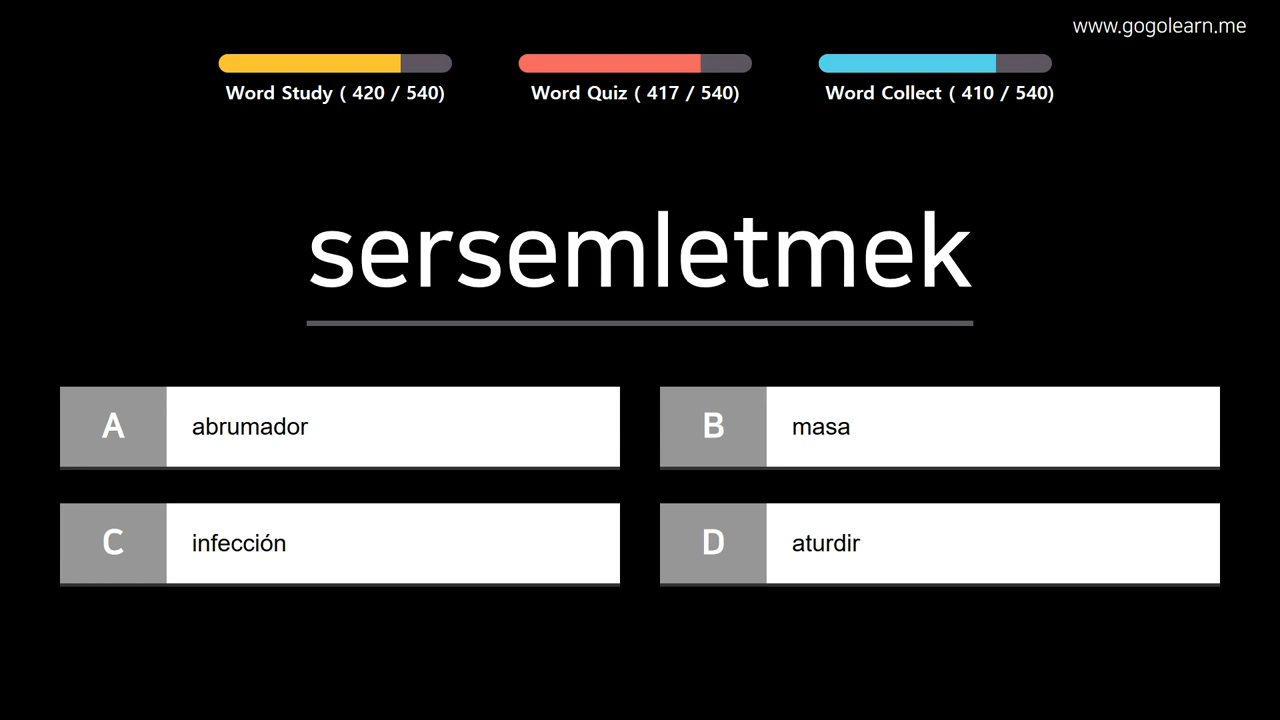 www.gogolearn.me
Word Study ( 420 / 540)
Word Quiz ( 417 / 540)
Word Collect ( 410 / 540)
sersemletmek
A abrumador
B masa
C infección
D aturdir